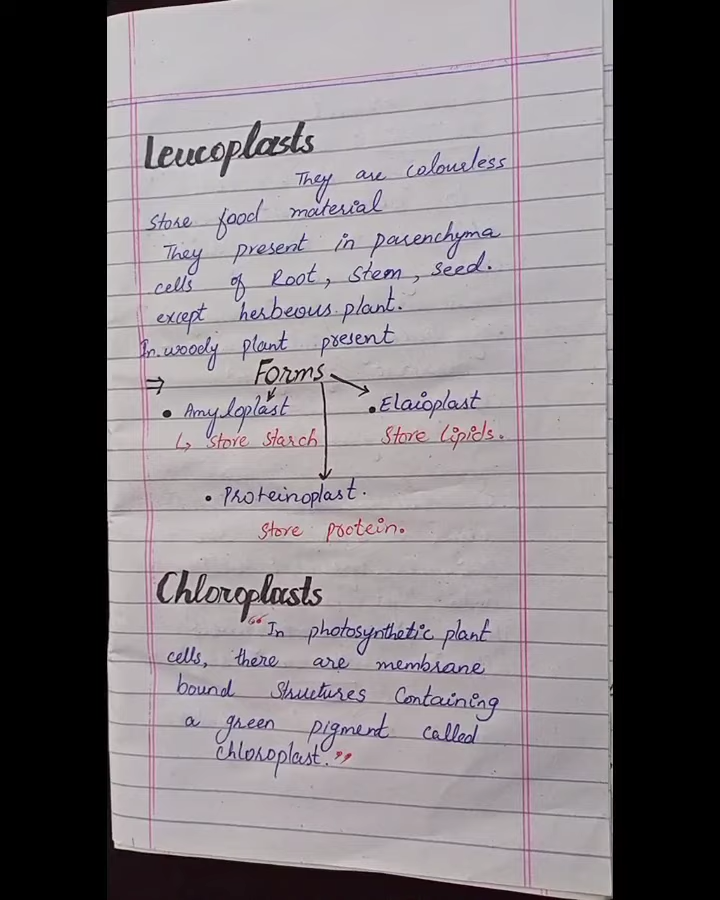 Leucoplasts
They are colourless
store food material
They present in parenchyma
cells of Root, Stem, seed.
except herbeous plant.
In woody plant present
⇒ Forms
• Amyloplast
↳ store starch
• Elaioplast
Store Lipids.
• Proteinoplast.
Store protein.
Chloroplasts
"In photosynthetic plant
cells, there are membrane
bound structures containing
a green pigment called
chloroplast."